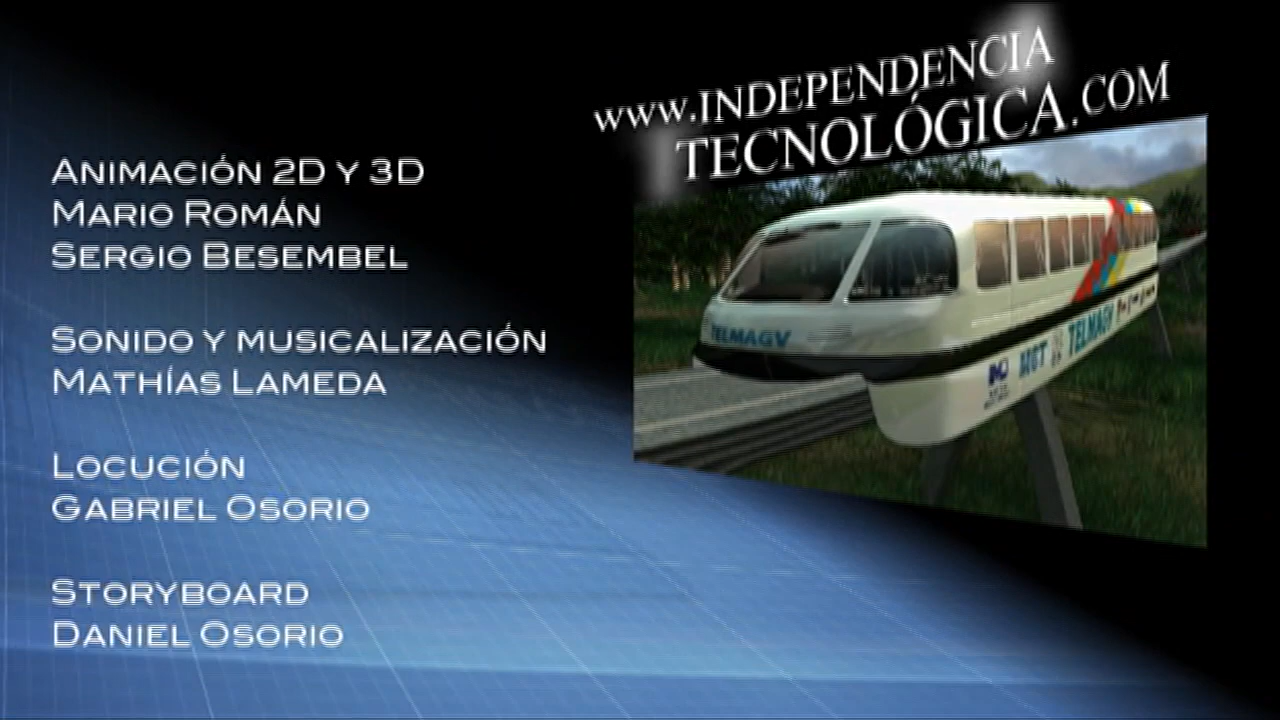 www.INDEPENDENCIA
TECNOLÓGICA.COM
ANIMACIÓN 2D Y 3D
MARIO ROMÁN
SERGIO BESEMBEL
SONIDO Y MUSICALIZACIÓN
MATHÍAS LAMEDA
LOCUCIÓN
GABRIEL OSORIO
STORYBOARD
DANIEL OSORIO
TELMAGV
TELMAGV